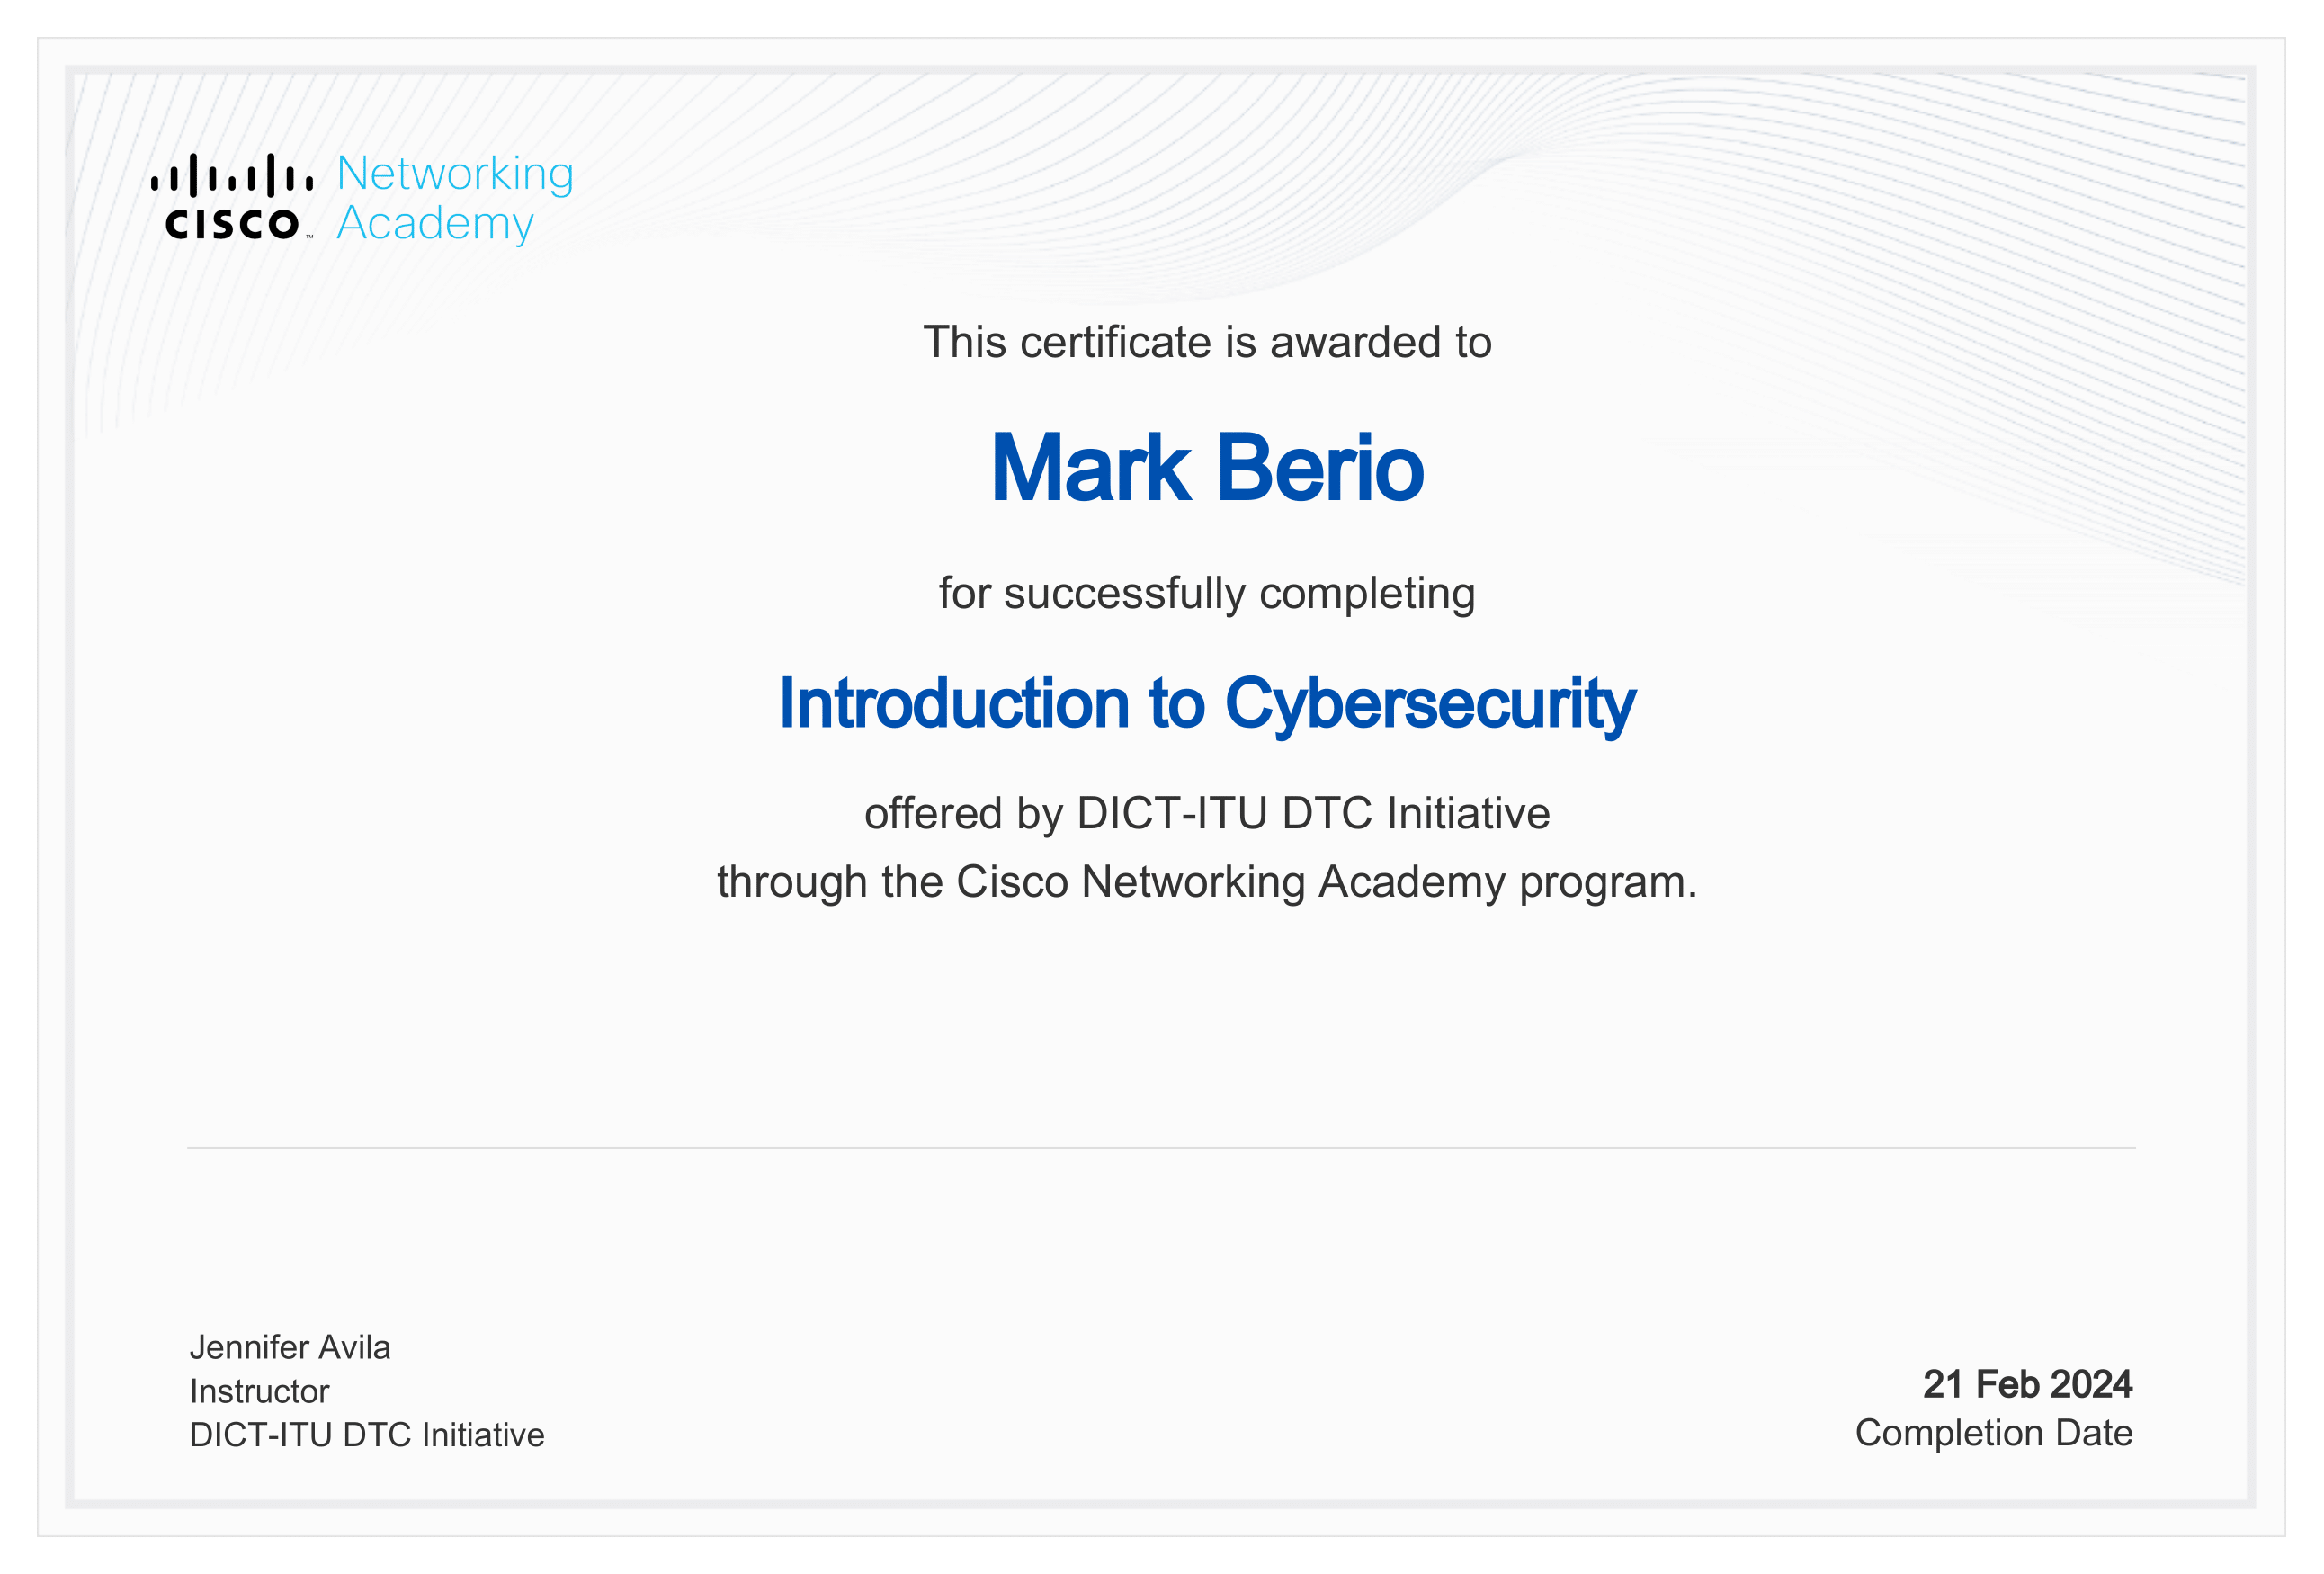 CISCO™ Networking
Academy
This certificate is awarded to
Mark Berio
for successfully completing
Introduction to Cybersecurity
offered by DICT-ITU DTC Initiative
through the Cisco Networking Academy program.
Jennifer Avila
Instructor
DICT-ITU DTC Initiative
21 Feb 2024
Completion Date